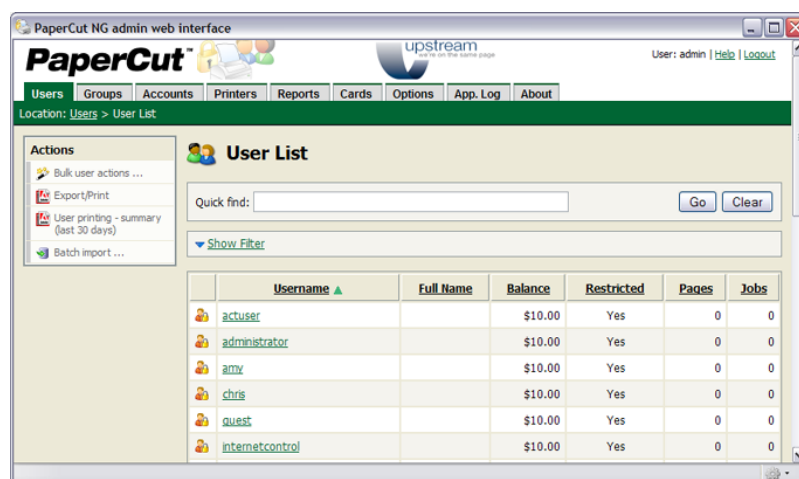 PaperCut NG admin web interface
PaperCut™
upstream
we're on the same page
User: admin | Help | Logout
Users Groups Accounts Printers Reports Cards Options App. Log About
Location: Users > User List
Actions
Bulk user actions ...
Export/Print
User printing - summary
(last 30 days)
Batch import ...
User List
Quick find: Go Clear
Show Filter
Username Full Name Balance Restricted Pages Jobs
actuser $10.00 Yes 0 0
administrator $10.00 Yes 0 0
amy $10.00 Yes 0 0
chris $10.00 Yes 0 0
guest $10.00 Yes 0 0
internetcontrol $10.00 Yes 0 0